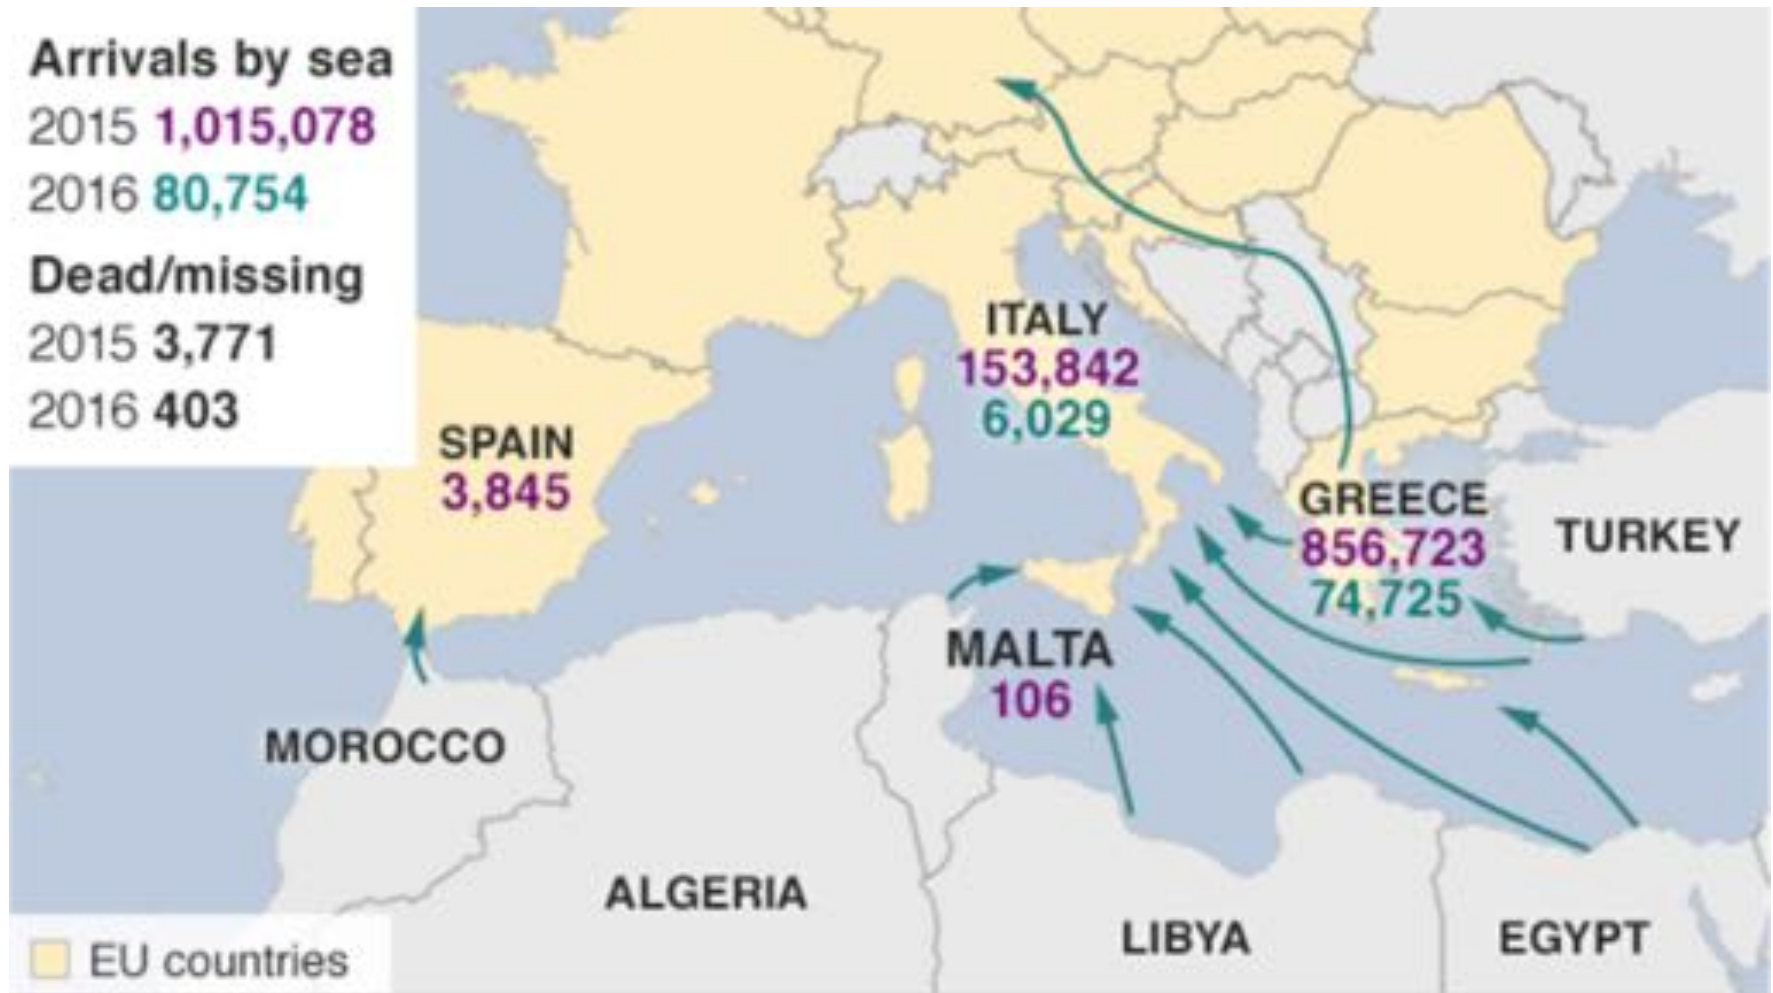 Arrivals by sea
2015 1,015,078
2016 80,754
Dead/missing
2015 3,771
2016 403
ITALY
153,842
6,029
SPAIN
3,845
GREECE
856,723
74,725
TURKEY
MALTA
106
MOROCCO
ALGERIA
LIBYA
EGYPT
EU countries